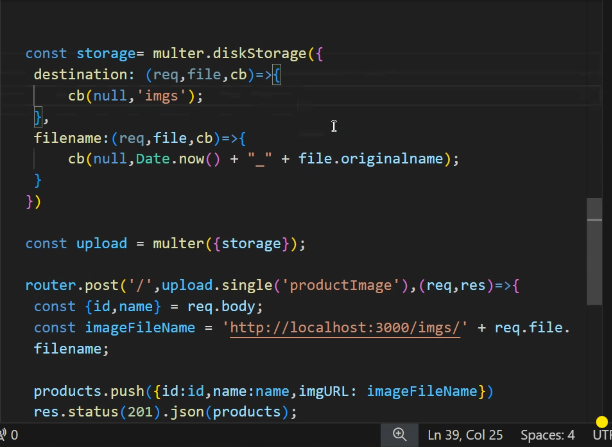 const storage= multer.diskStorage({
destination: (req,file,cb)=>{
cb(null,'imgs');
},
filename:(req,file,cb)=>{
cb(null,Date.now() + "_" + file.originalname);
}
})
const upload = multer({storage});
router.post('/',upload.single('productImage'),(req,res)=>{
const {id,name} = req.body;
const imageFileName = 'http://localhost:3000/imgs/' + req.file.
filename;
products.push({id:id,name:name,imgURL: imageFileName})
res.status(201).json(products);
0 Ln 39, Col 25 Spaces: 4